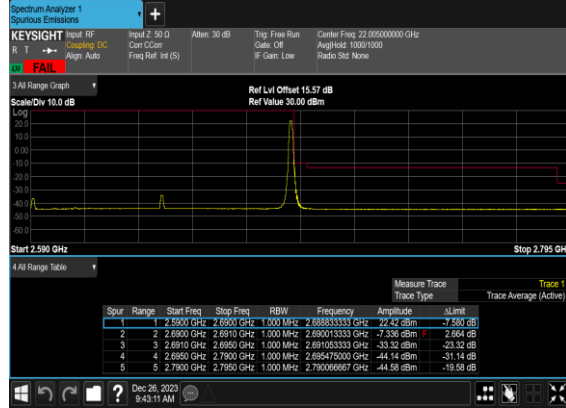 Spectrum Analyzer 1
Spurious Emissions
KEYSIGHT Input: RF Input Z: 50 Ω Atten: 30 dB Trig: Free Run Center Freq: 22.005000000 GHz
R T Coupling: DC Corr CCorr Gate: Off Avg|Hold: 1000/1000
Align: Auto Freq Ref: Int (S) IF Gain: Low Radio Std: None
LV FAIL
3 All Range Graph
Ref Lvl Offset 15.57 dB
Scale/Div 10.0 dB Ref Value 30.00 dBm
Log
20.0
10.0
0.00
-10.0
-20.0
-30.0
-40.0
-50.0
-60.0
Start 2.590 GHz Stop 2.795 GH
4 All Range Table
Measure Trace Trace 1
Trace Type Trace Average (Active)
Spur Range Start Freq Stop Freq RBW Frequency Amplitude ΔLimit
1 1 2.5900 GHz 2.6900 GHz 1.000 MHz 2.688833333 GHz 22.42 dBm -7.580 dB
2 2 2.6900 GHz 2.6910 GHz 1.000 MHz 2.690013333 GHz -7.336 dBm F 2.664 dB
3 3 2.6910 GHz 2.6950 GHz 1.000 MHz 2.691053333 GHz -33.32 dBm -23.32 dB
4 4 2.6950 GHz 2.7900 GHz 1.000 MHz 2.695475000 GHz -44.14 dBm -31.14 dB
5 5 2.7900 GHz 2.7950 GHz 1.000 MHz 2.790066667 GHz -44.58 dBm -19.58 dB
? Dec 26, 2023
9:43:11 AM